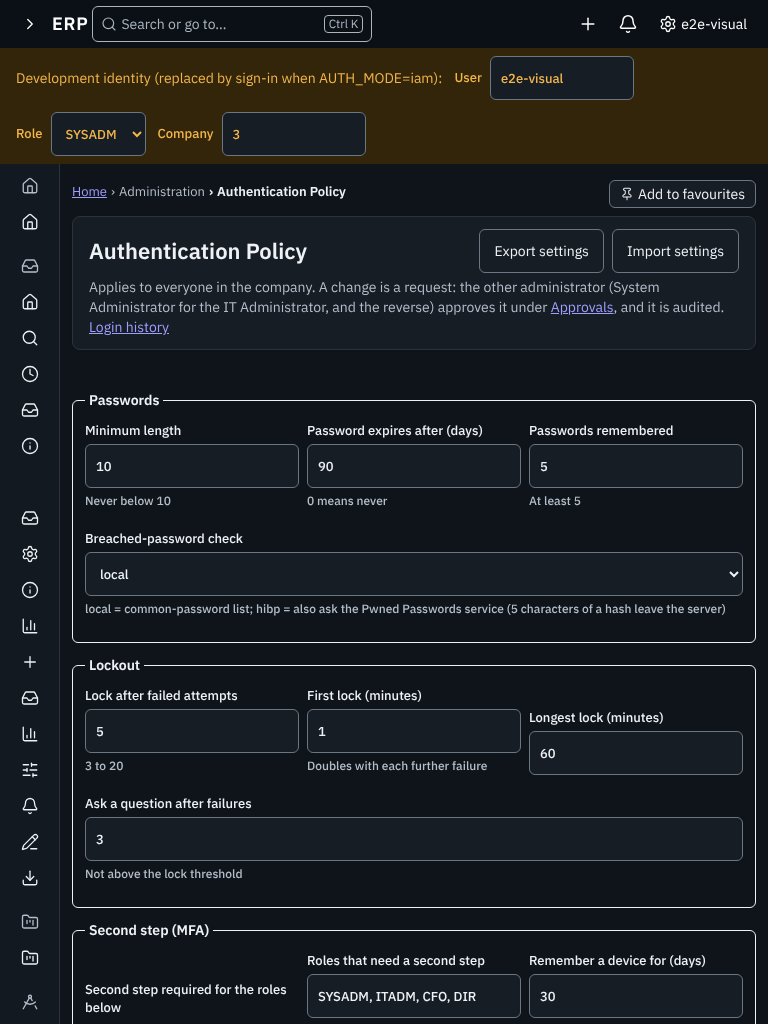 ERP
Search or go to...
Ctrl K
e2e-visual
Development identity (replaced by sign-in when AUTH_MODE=iam):
User
e2e-visual
Role
SYSADM
Company
3
Home › Administration › Authentication Policy
Add to favourites
Authentication Policy
Export settings
Import settings
Applies to everyone in the company. A change is a request: the other administrator (System
Administrator for the IT Administrator, and the reverse) approves it under Approvals, and it is audited.
Login history
Passwords
Minimum length
Password expires after (days)
Passwords remembered
10
90
5
Never below 10
0 means never
At least 5
Breached-password check
local
local = common-password list; hibp = also ask the Pwned Passwords service (5 characters of a hash leave the server)
Lockout
Lock after failed attempts
First lock (minutes)
Longest lock (minutes)
5
1
60
3 to 20
Doubles with each further failure
Ask a question after failures
3
Not above the lock threshold
Second step (MFA)
Roles that need a second step
Remember a device for (days)
Second step required for the roles
below
SYSADM, ITADM, CFO, DIR
30